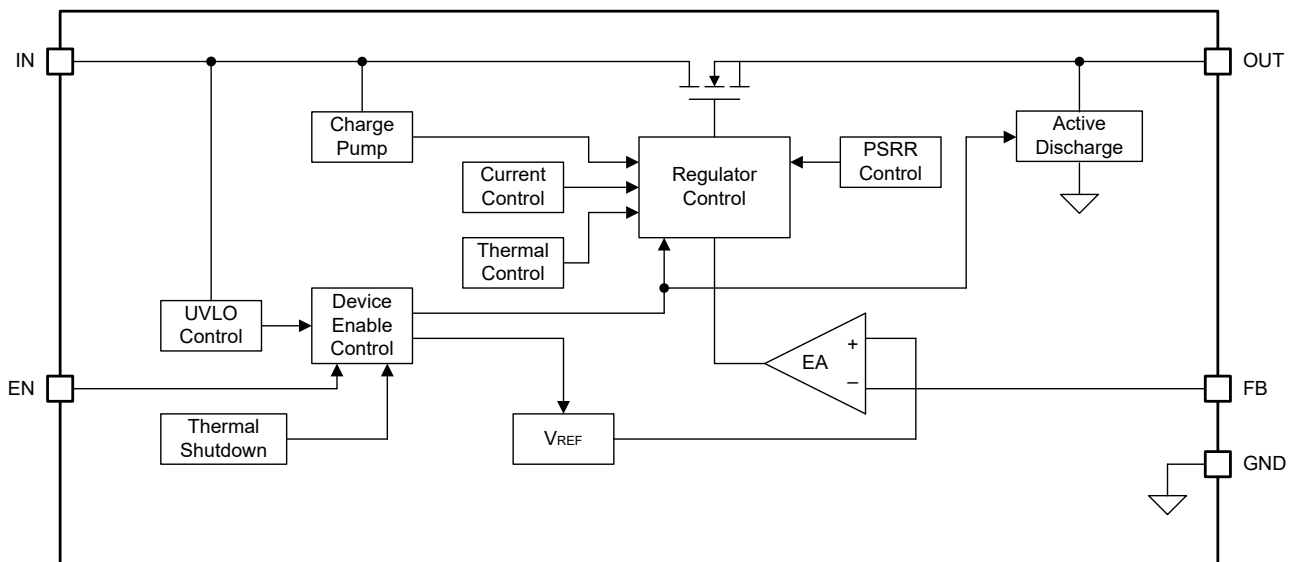 IN
OUT
Charge
Pump
Current
Control
Thermal
Control
Regulator
Control
PSRR
Control
Active
Discharge
UVLO
Control
Device
Enable
Control
EA
+
−
EN
FB
Thermal
Shutdown
VREF
GND